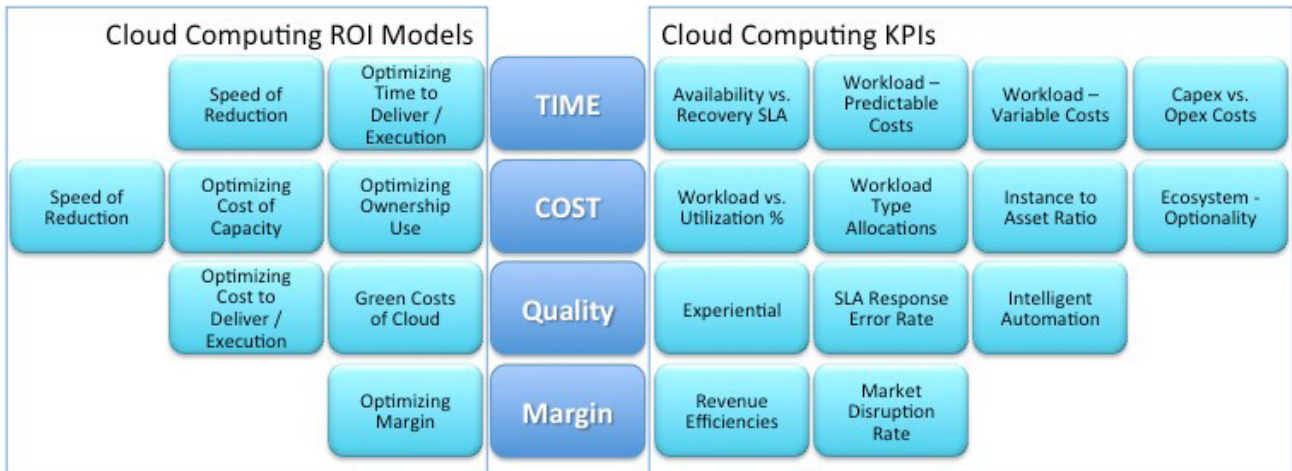 Cloud Computing ROI Models
Cloud Computing KPIs
Speed of
Reduction
Optimizing
Time to
Deliver /
Execution
TIME
Availability vs.
Recovery SLA
Workload –
Predictable
Costs
Workload –
Variable Costs
Capex vs.
Opex Costs
Speed of
Reduction
Optimizing
Cost of
Capacity
Optimizing
Ownership
Use
COST
Workload vs.
Utilization %
Workload
Type
Allocations
Instance to
Asset Ratio
Ecosystem -
Optionality
Optimizing
Cost to
Deliver /
Execution
Green Costs
of Cloud
Quality
Experiential
SLA Response
Error Rate
Intelligent
Automation
Optimizing
Margin
Margin
Revenue
Efficiencies
Market
Disruption
Rate